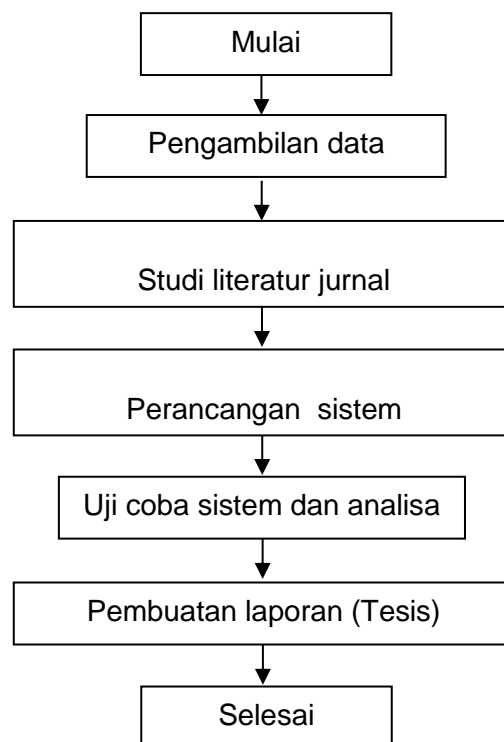 Mulai
Pengambilan data
Studi literatur jurnal
Perancangan sistem
Uji coba sistem dan analisa
Pembuatan laporan (Tesis)
Selesai